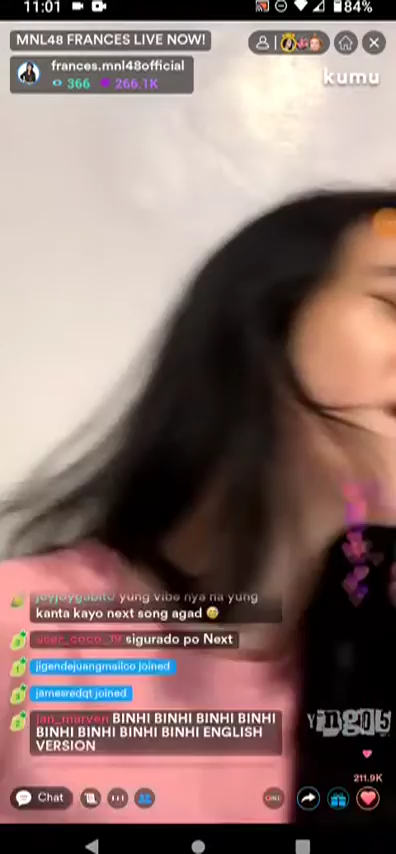 11:01
84%
MNL48 FRANCES LIVE NOW!
frances.mnl48official
366 266.1K
kumu
yung vibe nya na yung
kanta kayo next song agad
user_coco_19 sigurado po Next
jigendejuangmailco joined
jamesredqt joined
jan_marven BINHI BINHI BINHI BINHI
BINHI BINHI BINHI BINHI ENGLISH
VERSION
YingO5
211.9K
Chat